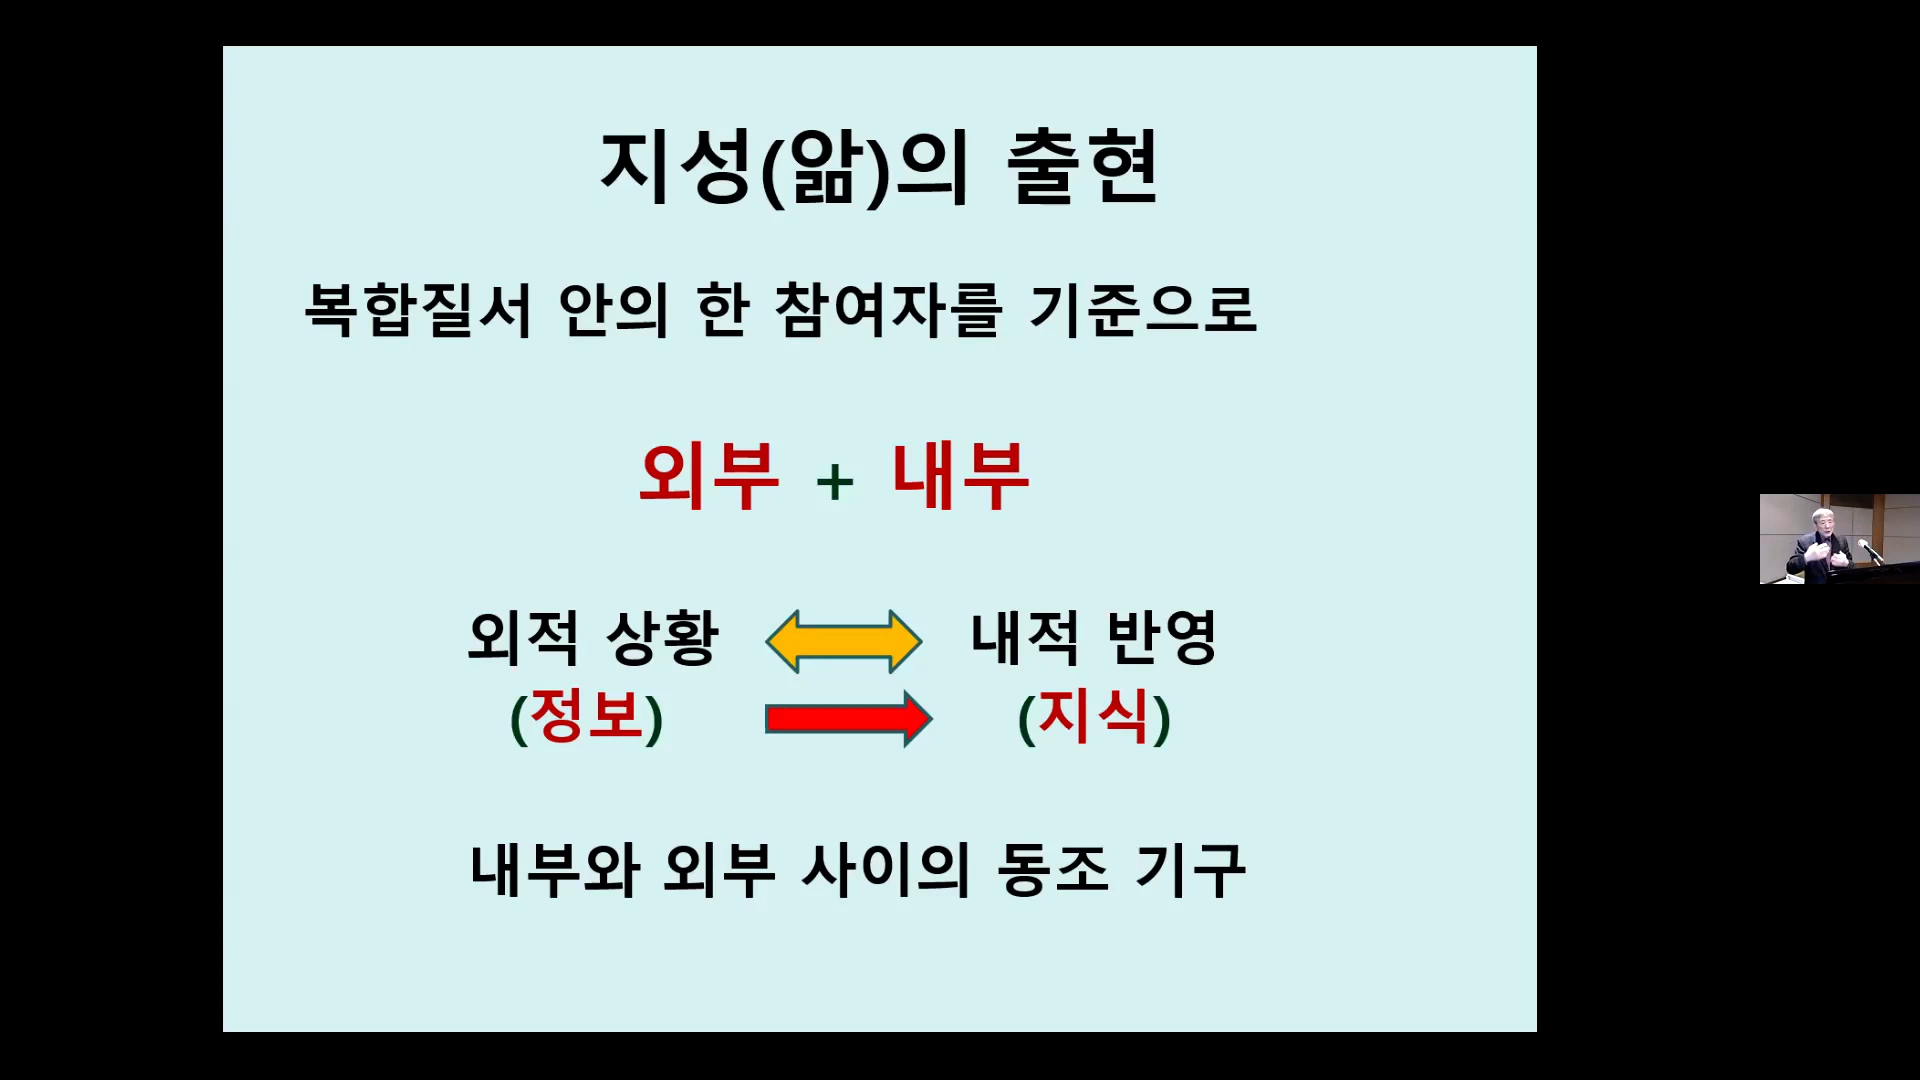 지성(앎)의 출현
복합질서 안의 한 참여자를 기준으로
외부 + 내부
외적 상황 내적 반영
(정보) (지식)
내부와 외부 사이의 동조 기구